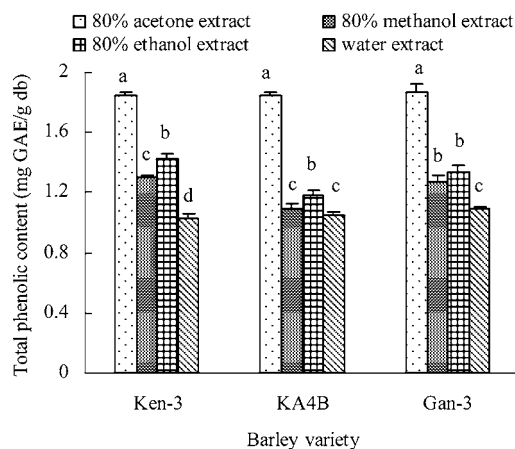 80% acetone extract 80% methanol extract
80% ethanol extract water extract
Total phenolic content (mg GAE/g db)
2
1.6
1.2
0.8
0.4
0
a c b d
a c b c
a b b c
Ken-3 KA4B Gan-3
Barley variety